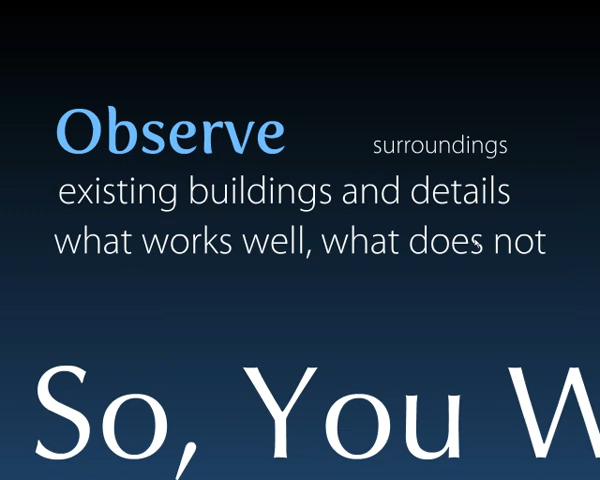 Observe surroundings
existing buildings and details
what works well, what does not
So, You W